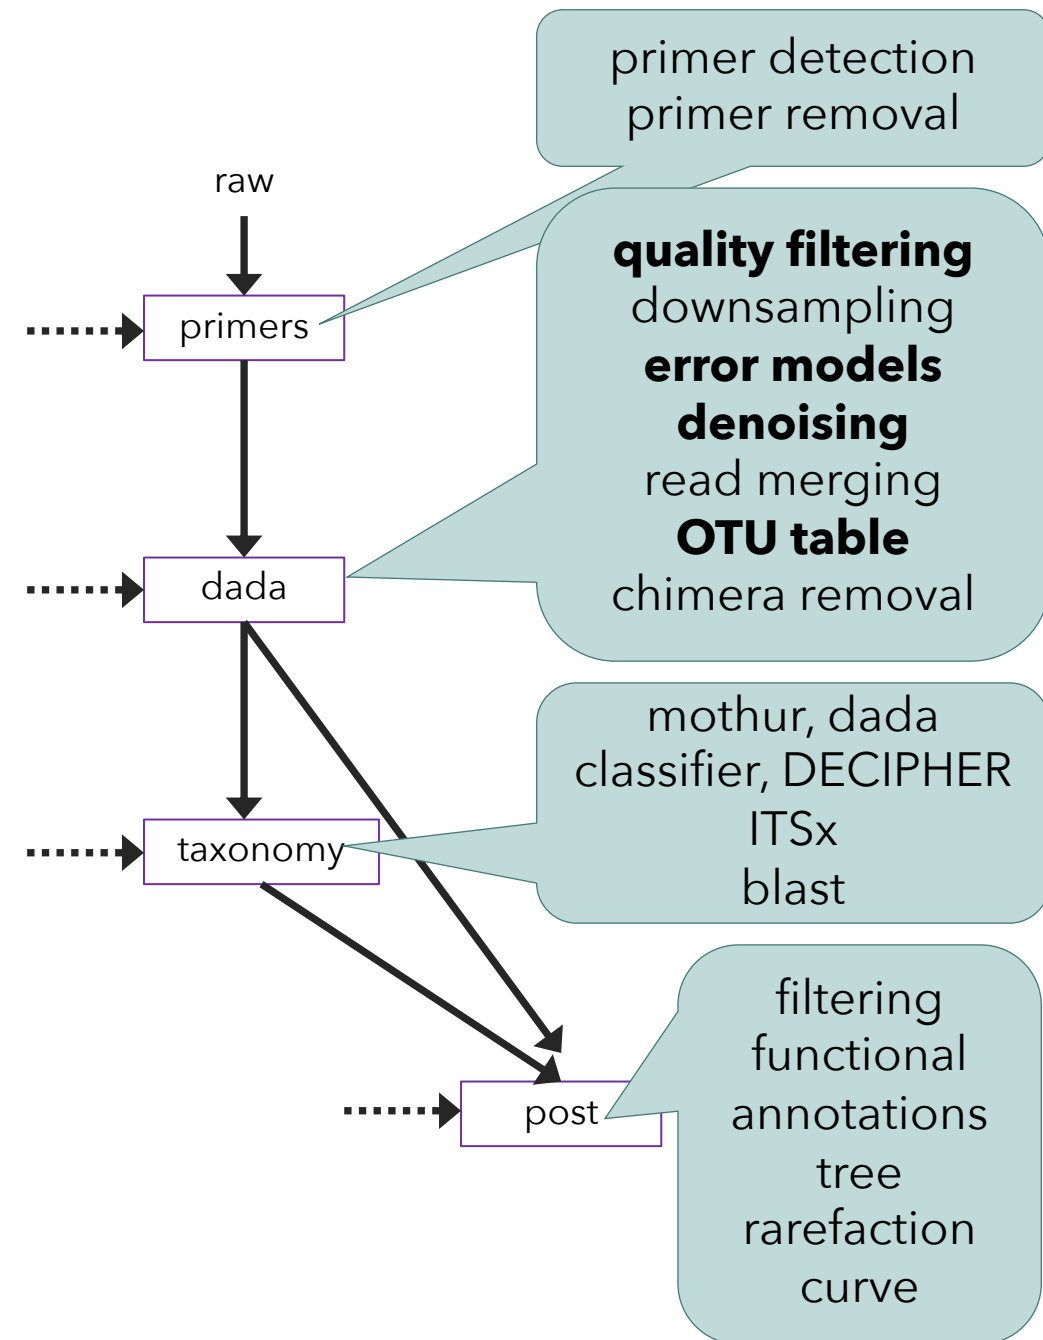 primer detection
primer removal
raw
primers
quality filtering
downsampling
error models
denoising
read merging
OTU table
chimera removal
dada
mothur, dada
classifier, DECIPHER
ITSx
blast
taxonomy
filtering
functional
annotations
tree
rarefaction
curve
post